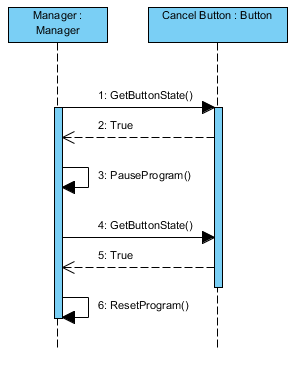 Manager :
Manager
Cancel Button : Button
1: GetButtonState()
2: True
3: PauseProgram()
4: GetButtonState()
5: True
6: ResetProgram()